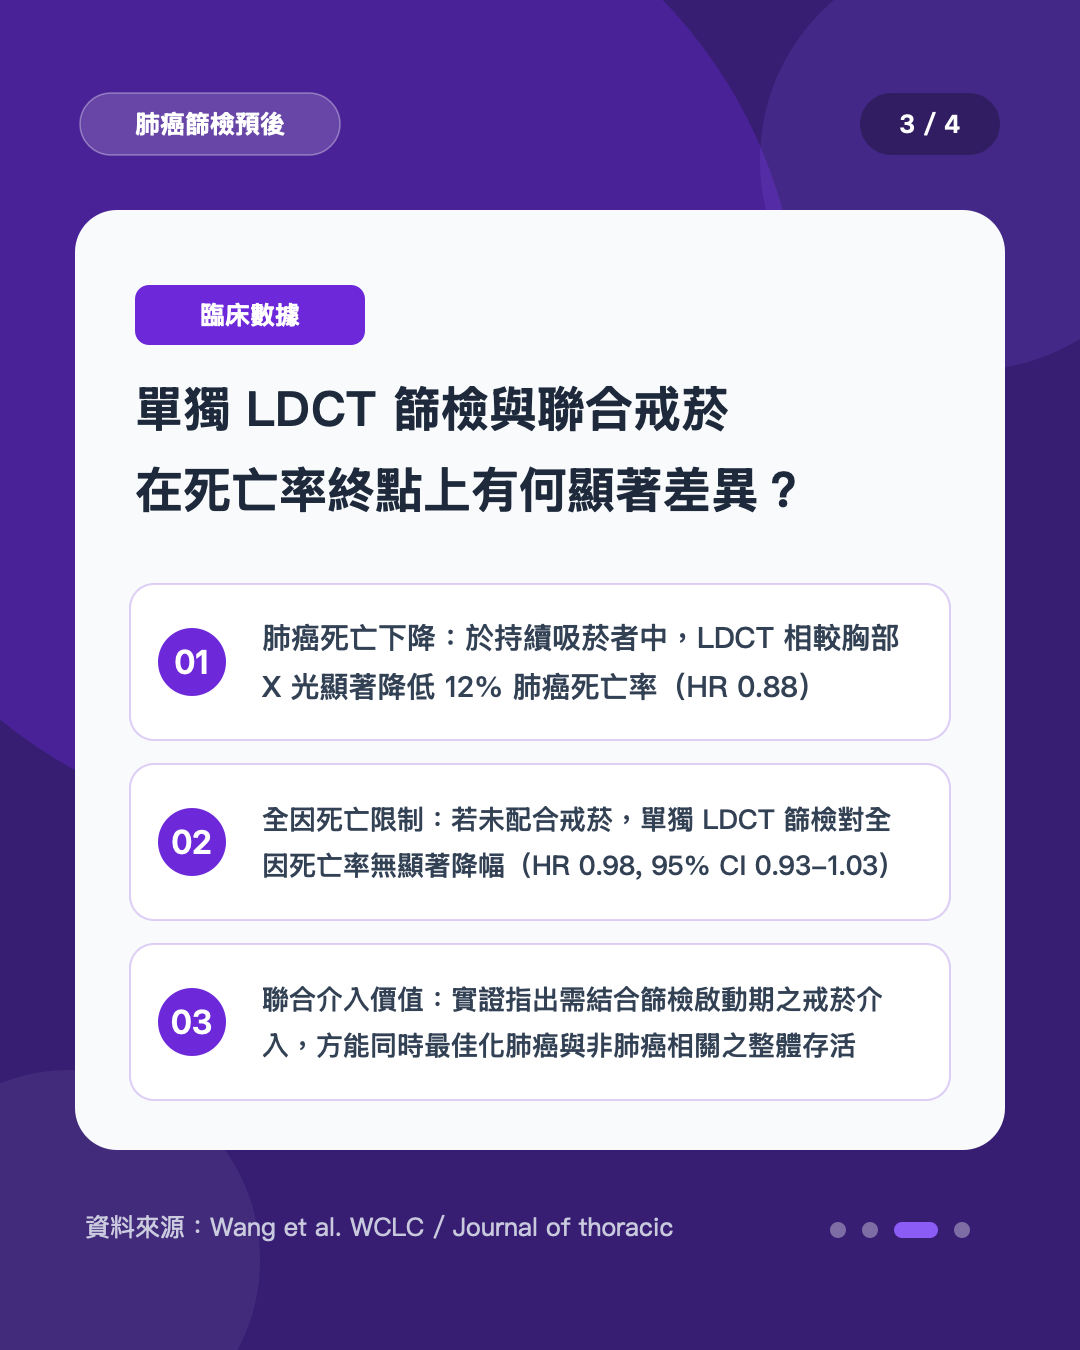 肺癌篩檢預後
3 / 4
臨床數據
單獨 LDCT 篩檢與聯合戒菸
在死亡率終點上有何顯著差異？
01
肺癌死亡下降：於持續吸菸者中，LDCT 相較胸部
X 光顯著降低 12% 肺癌死亡率（HR 0.88）
02
全因死亡限制：若未配合戒菸，單獨 LDCT 篩檢對全
因死亡率無顯著降幅（HR 0.98, 95% CI 0.93–1.03）
03
聯合介入價值：實證指出需結合篩檢啟動期之戒菸介
入，方能同時最佳化肺癌與非肺癌相關之整體存活
資料來源：Wang et al. WCLC / Journal of thoracic